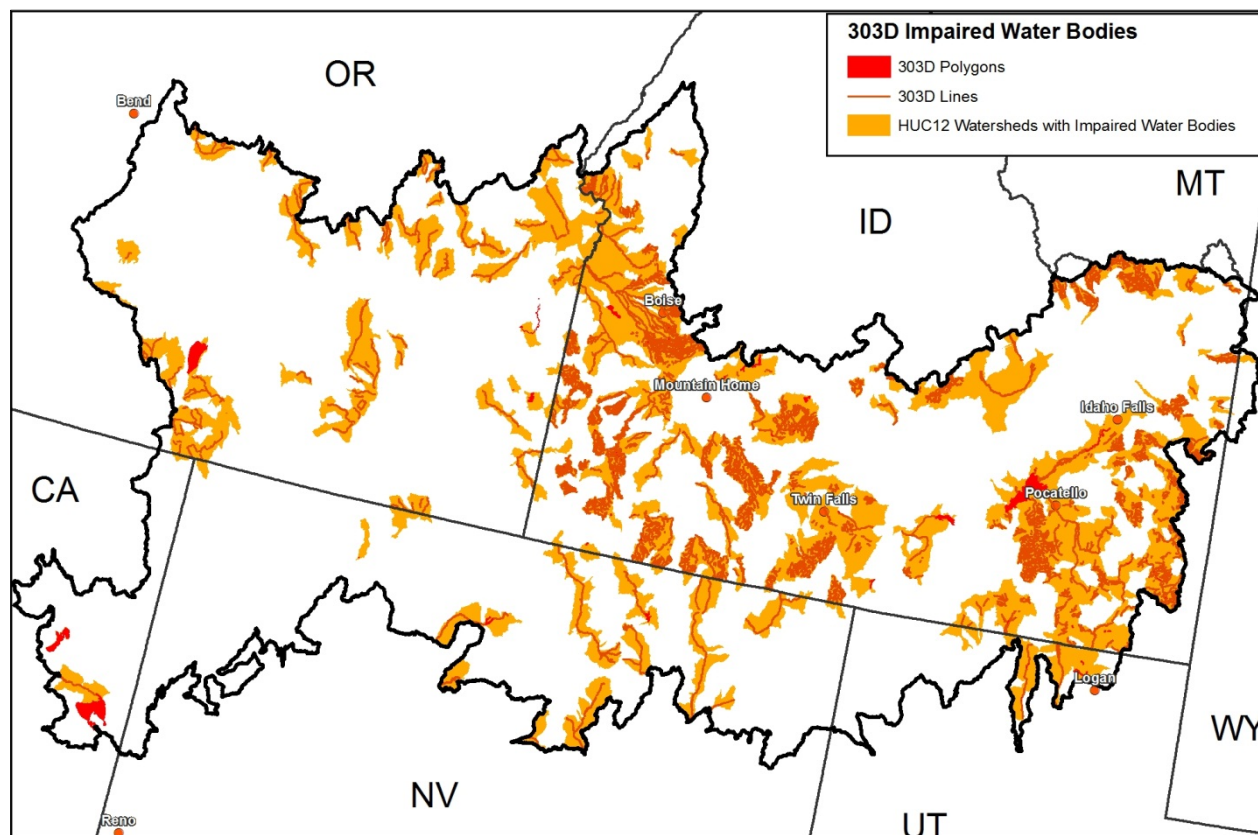 303D Impaired Water Bodies
303D Polygons
303D Lines
HUC12 Watersheds with Impaired Water Bodies
OR
Bend
MT
ID
Boise
Mountain Home
Idaho Falls
CA
Twin Falls
Pocatello
Logan
WY
NV
UT
Reno